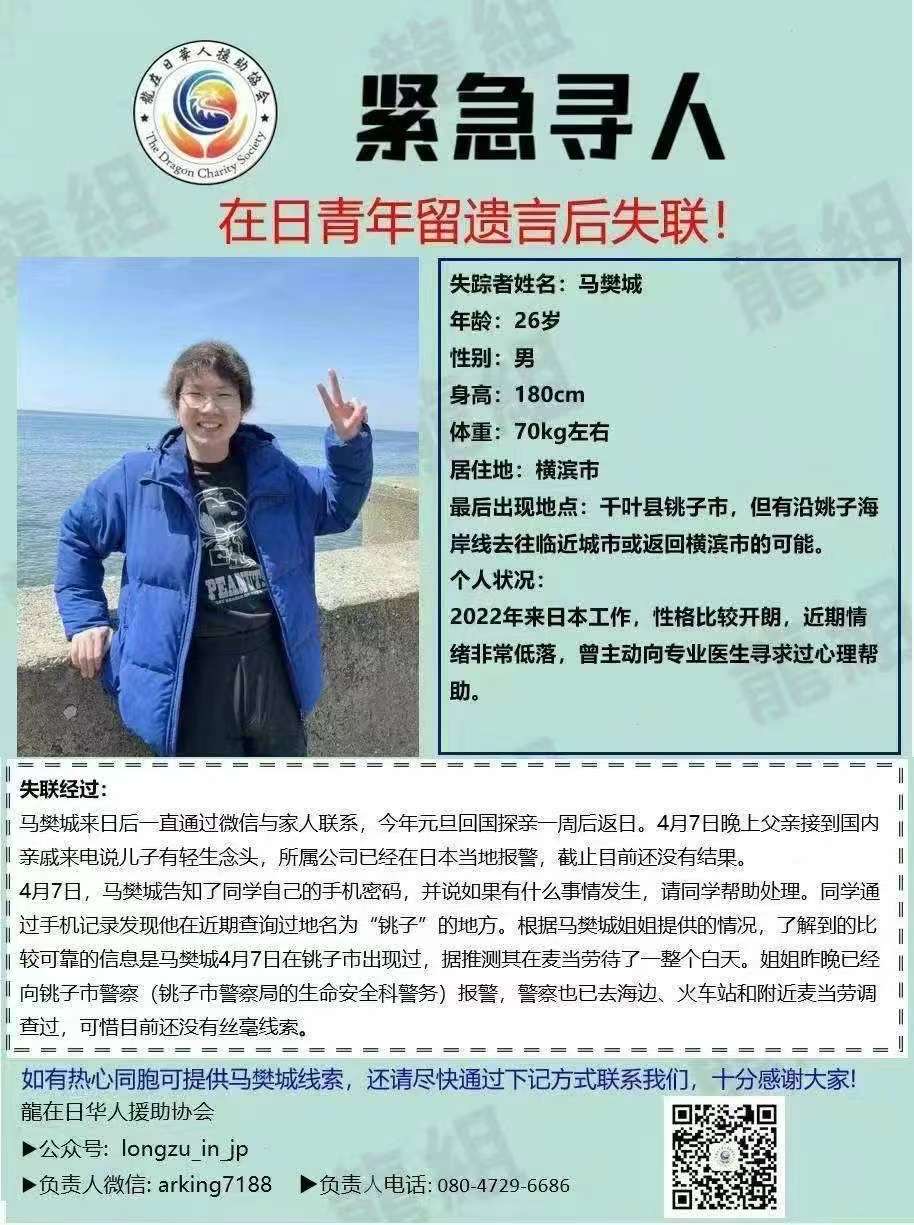 龍在日華人援助協会
The Dragon Charity Society
紧急寻人
在日青年留遗言后失联！
失踪者姓名：马樊城
年龄：26岁
性别：男
身高：180cm
体重：70kg左右
居住地：横滨市
最后出现地点：千叶县铫子市，但有沿姚子海
岸线去往临近城市或返回横滨市的可能。
个人状况：
2022年来日本工作，性格比较开朗，近期情
绪非常低落，曾主动向专业医生寻求过心理帮
助。
PEANUTS
失联经过：
马樊城来日后一直通过微信与家人联系，今年元旦回国探亲一周后返日。4月7日晚上父亲接到国内
亲戚来电说儿子有轻生念头，所属公司已经在日本当地报警，截止目前还没有结果。
4月7日，马樊城告知了同学自己的手机密码，并说如果有什么事情发生，请同学帮助处理。同学通
过手机记录发现他在近期查询过地名为“铫子”的地方。根据马樊城姐姐提供的情况，了解到的比
较可靠的信息是马樊城4月7日在铫子市出现过，据推测其在麦当劳待了一整个白天。姐姐昨晚已经
向铫子市警察（铫子市警察局的生命安全科警务）报警，警察也已去海边、火车站和附近麦当劳调
查过，可惜目前还没有丝毫线索。
如有热心同胞可提供马樊城线索，还请尽快通过下记方式联系我们，十分感谢大家!
龍在日华人援助协会
▶公众号: longzu_in_jp
▶负责人微信: arking7188 ▶负责人电话: 080-4729-6686
龍組